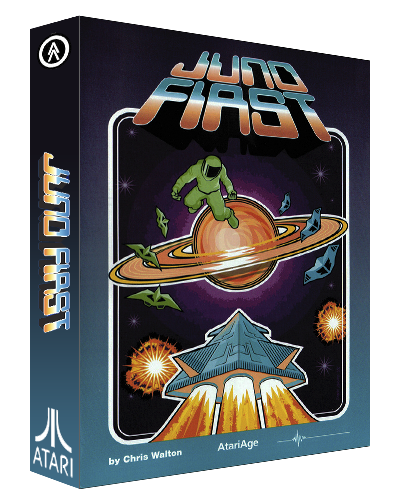 JUNO
FIRST
JUNO FIRST
ATARI
by Chris Walton
AtariAge